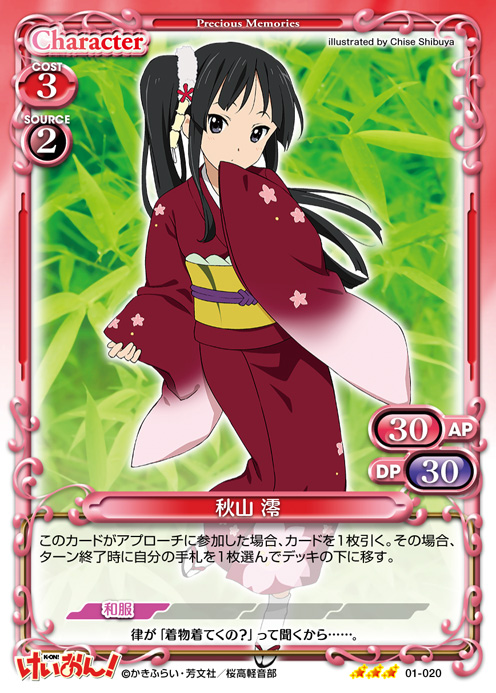 Precious Memories
Character
illustrated by Chise Shibuya
COST
3
SOURCE
2
30 AP
DP 30
秋山 澪
このカードがアプローチに参加した場合、カードを1枚引く。その場合、
ターン終了時に自分の手札を1枚選んでデッキの下に移す。
和服
律が「着物着てくの?」って聞くから……。
K-ON!
けいおん!
©かきふらい・芳文社/桜高軽音部
01-020